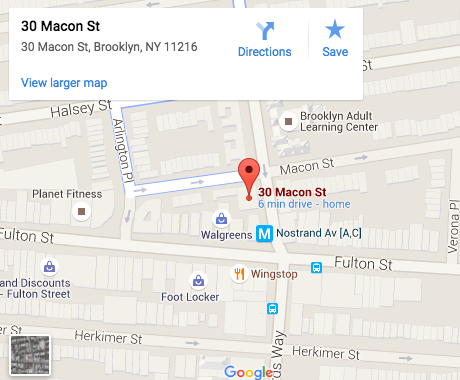 30 Macon St
30 Macon St, Brooklyn, NY 11216
Directions
Save
View larger map
Halsey St
Arlington Pl
Brooklyn Adult
Learning Center
Macon St
30 Macon St
6 min drive - home
Planet Fitness
Verona Pl
Walgreens
M
Nostrand Av [A,C]
Fulton St
Fulton St
Wingstop
and Discounts
- Fulton Street
Foot Locker
Herkimer St
Herkimer St
rds Way
Google